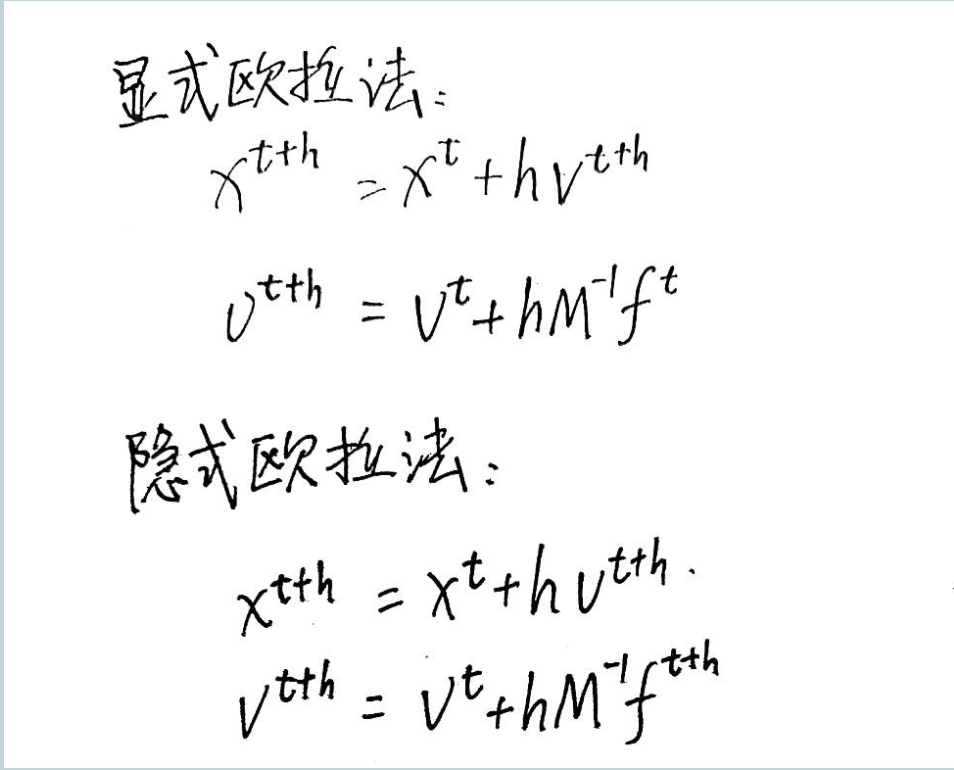 显式欧拉法：
x^{t+h} = x^t + hv^{t+h}
v^{t+h} = v^t + hM^{-1}f^t
隐式欧拉法：
x^{t+h} = x^t + hv^{t+h}.
v^{t+h} = v^t + hM^{-1}f^{t+h}